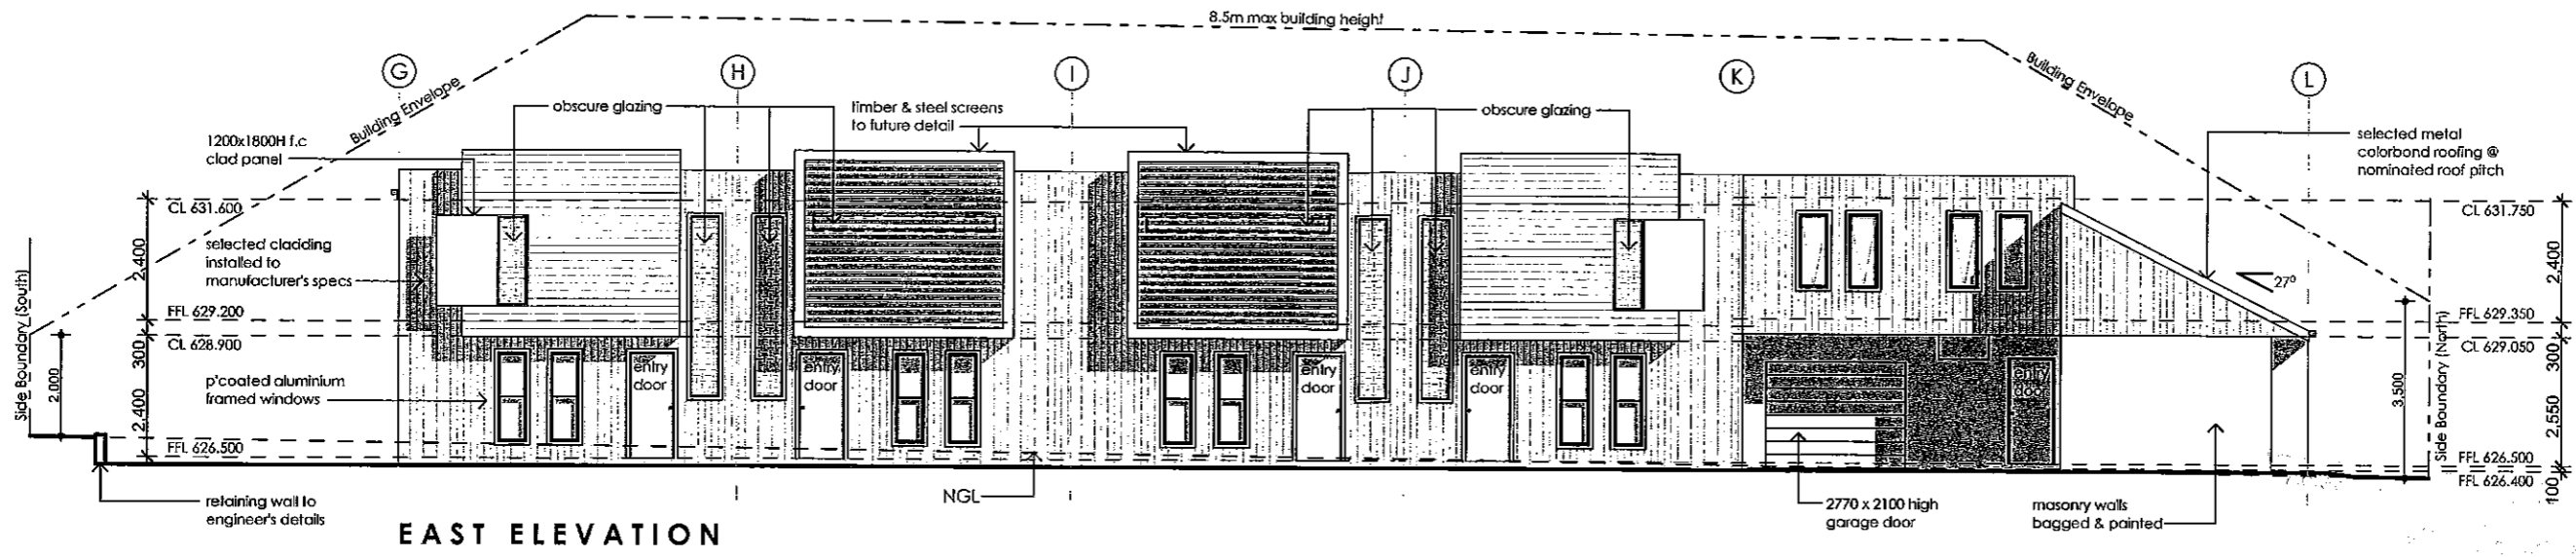 8.5m max building height
G
H
I
J
K
L
Building Envelope
Building Envelope
obscure glazing
timber & steel screens
to future detail
obscure glazing
1200x1800H f.c
clad panel
selected metal
colorbond roofing @
nominated roof pitch
CL 631.600
CL 631.750
selected cladding
installed to
manufacturer's specs
2,400
2,400
27°
FFL 629.200
FFL 629.350
CL 628.900
CL 629.050
300
300
Side Boundary (South)
Side Boundary (North)
2,000
3,500
p'coated aluminium
framed windows
entry
door
entry
door
entry
door
entry
door
entry
door
2,400
2,550
FFL 626.500
FFL 626.500
FFL 626.400
100
retaining wall to
engineer's details
NGL
2770 x 2100 high
garage door
masonry walls
bagged & painted
EAST ELEVATION